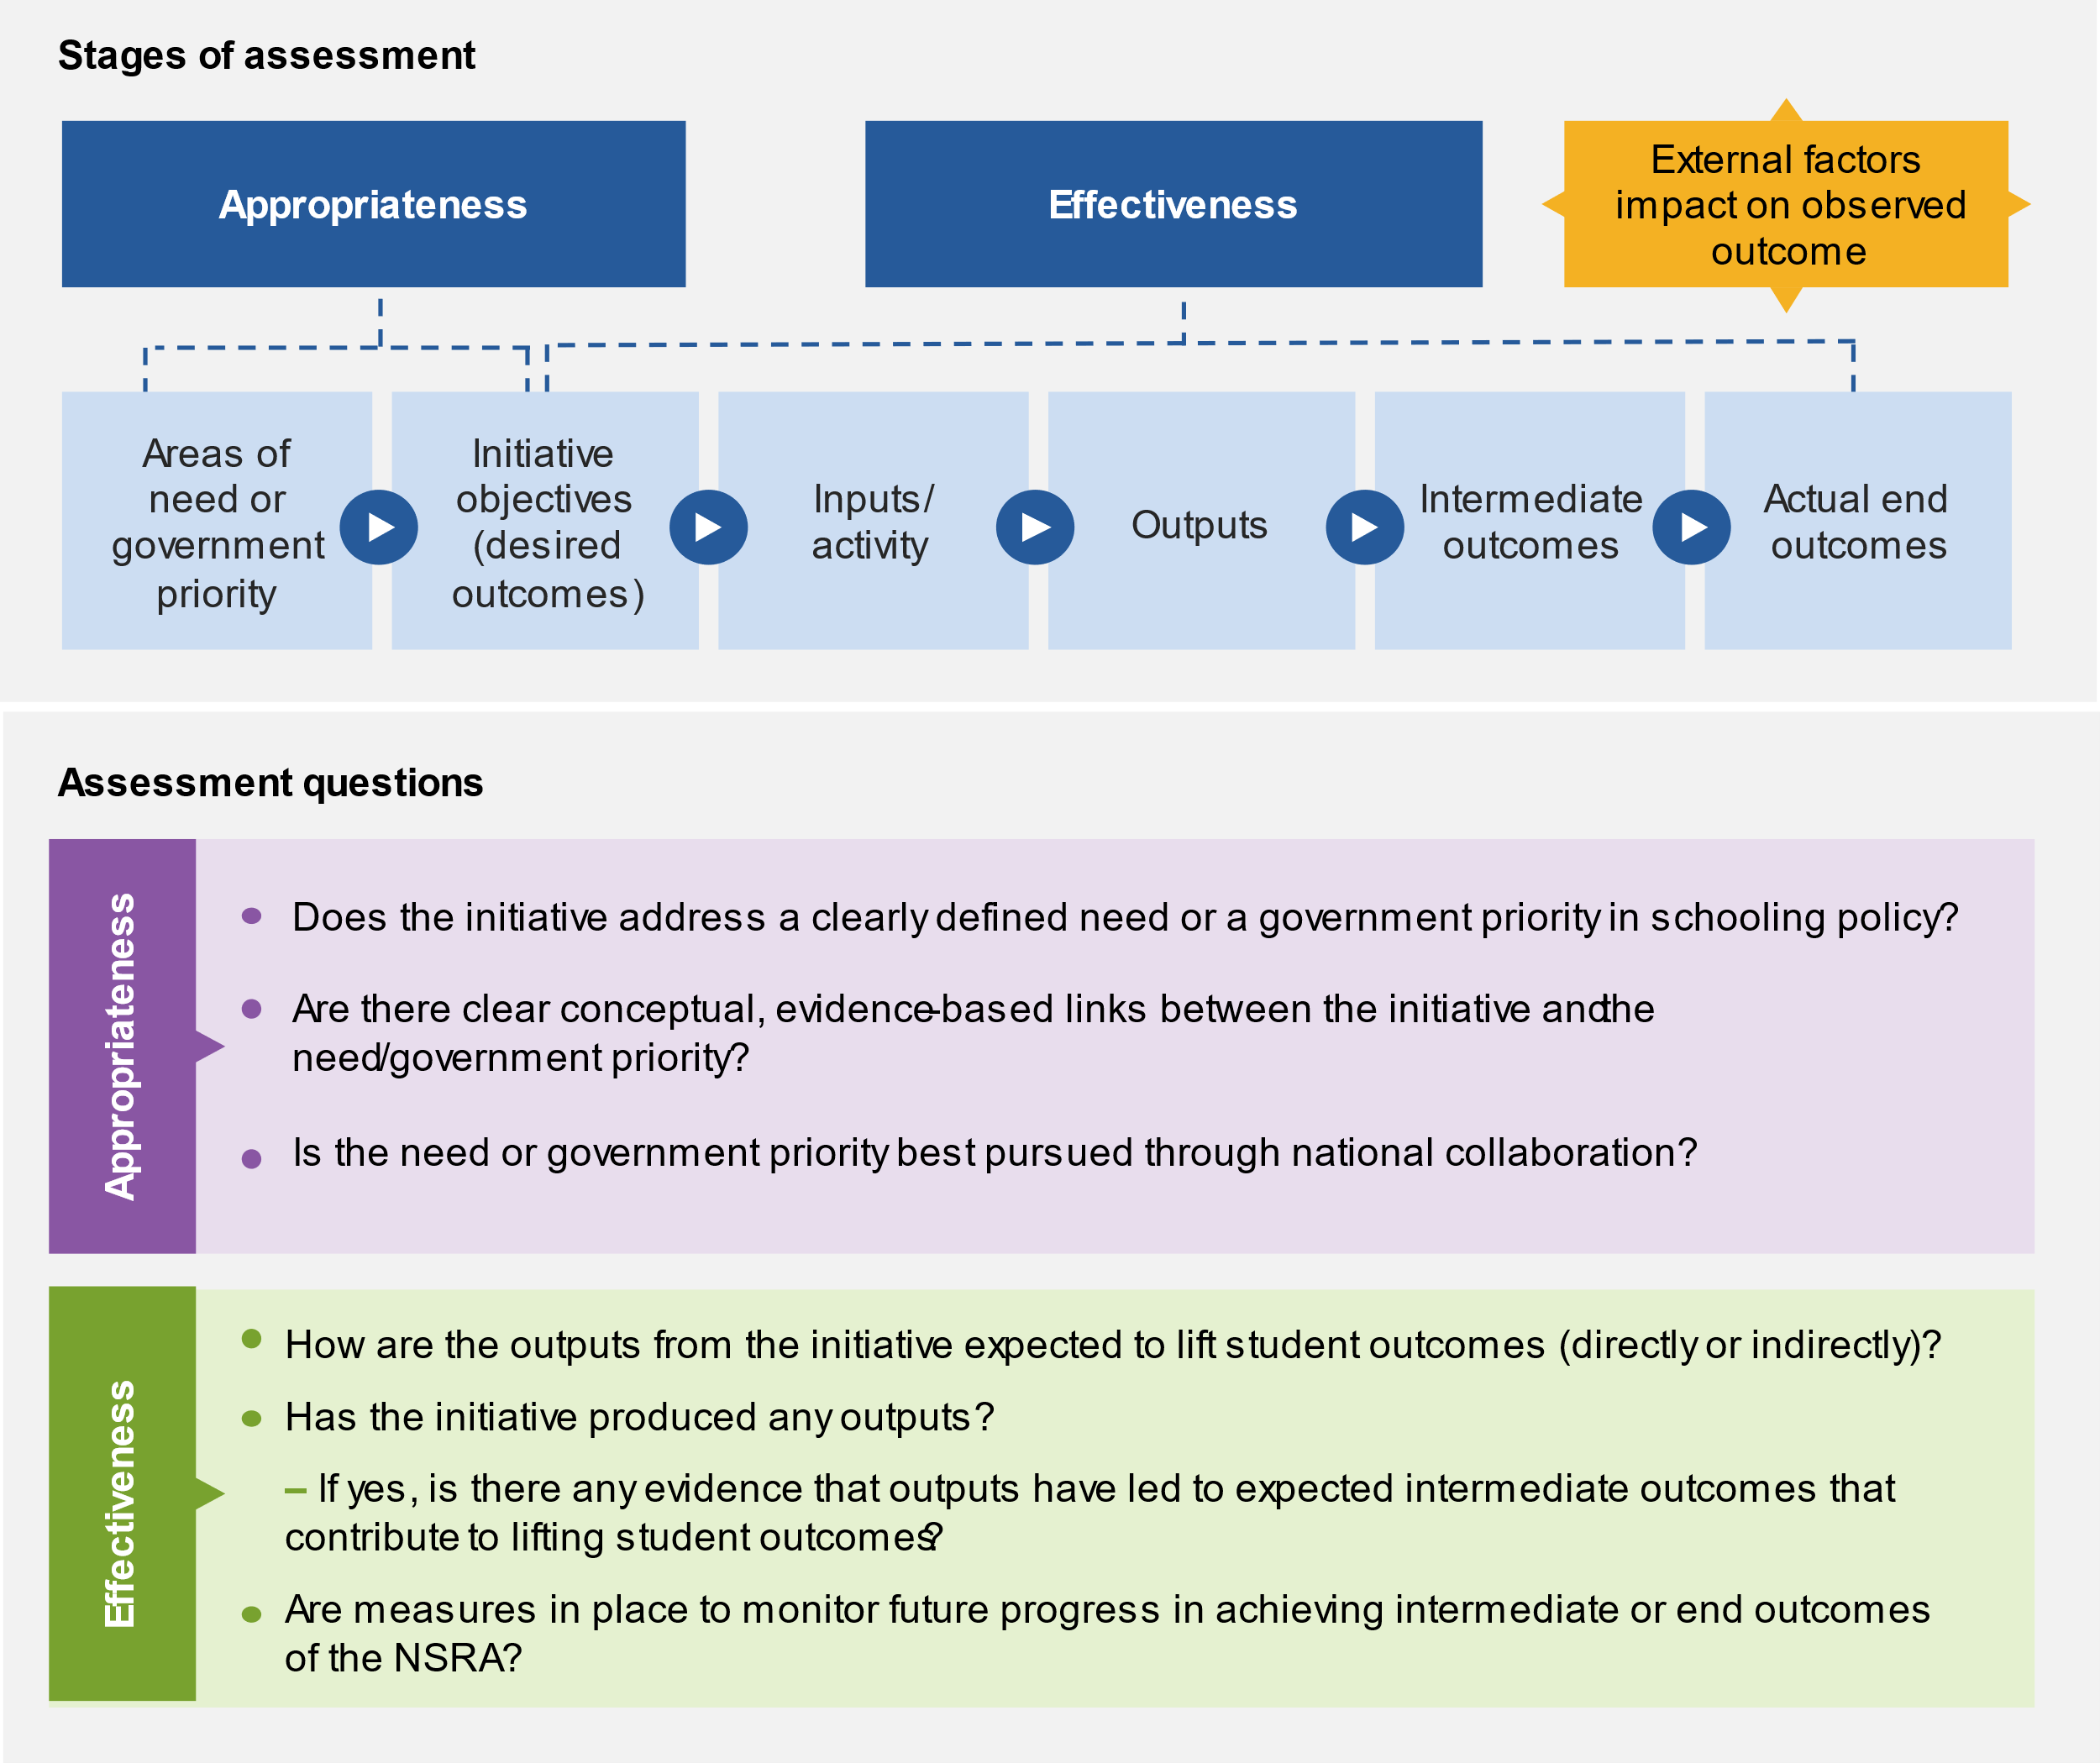 Stages of assessment
Appropriateness
Effectiveness
External factors
impact on observed
outcome
Areas of
need or
government
priority
Initiative
objectives
(desired
outcomes)
Inputs/
activity
Outputs
Intermediate
outcomes
Actual end
outcomes
Assessment questions
Appropriateness
Does the initiative address a clearly defined need or a government priority in schooling policy?
Are there clear conceptual, evidence–based links between the initiative and the
need/government priority?
Is the need or government priority best pursued through national collaboration?
Effectiveness
How are the outputs from the initiative expected to lift student outcomes (directly or indirectly)?
Has the initiative produced any outputs?
– If yes, is there any evidence that outputs have led to expected intermediate outcomes that
contribute to lifting student outcomes?
Are measures in place to monitor future progress in achieving intermediate or end outcomes
of the NSRA?